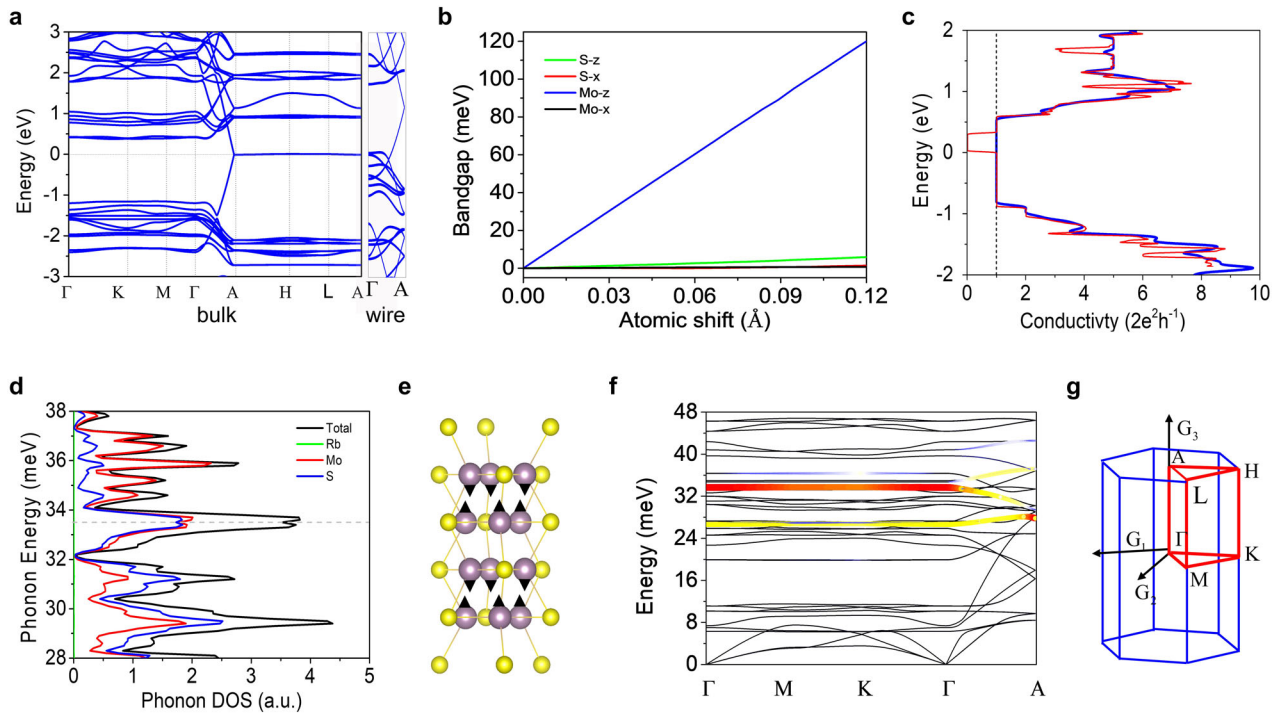 a
3
2
1
0
-1
-2
-3
Energy (eV)
Γ K M Γ A H L A
bulk
Γ A
wire
b
120
100
80
60
40
20
0
Bandgap (meV)
S-z
S-x
Mo-z
Mo-x
0.00 0.03 0.06 0.09 0.12
Atomic shift (Å)
c
2
1
0
-1
-2
Energy (eV)
0 2 4 6 8 10
Conductivty (2e²h⁻¹)
d
38
36
34
32
30
28
Phonon Energy (meV)
Total
Rb
Mo
S
0 1 2 3 4 5
Phonon DOS (a.u.)
e
f
48
40
32
24
16
8
0
Energy (meV)
Γ M K Γ A
g
G₃
A
H
L
G₁
Γ
K
M
G₂